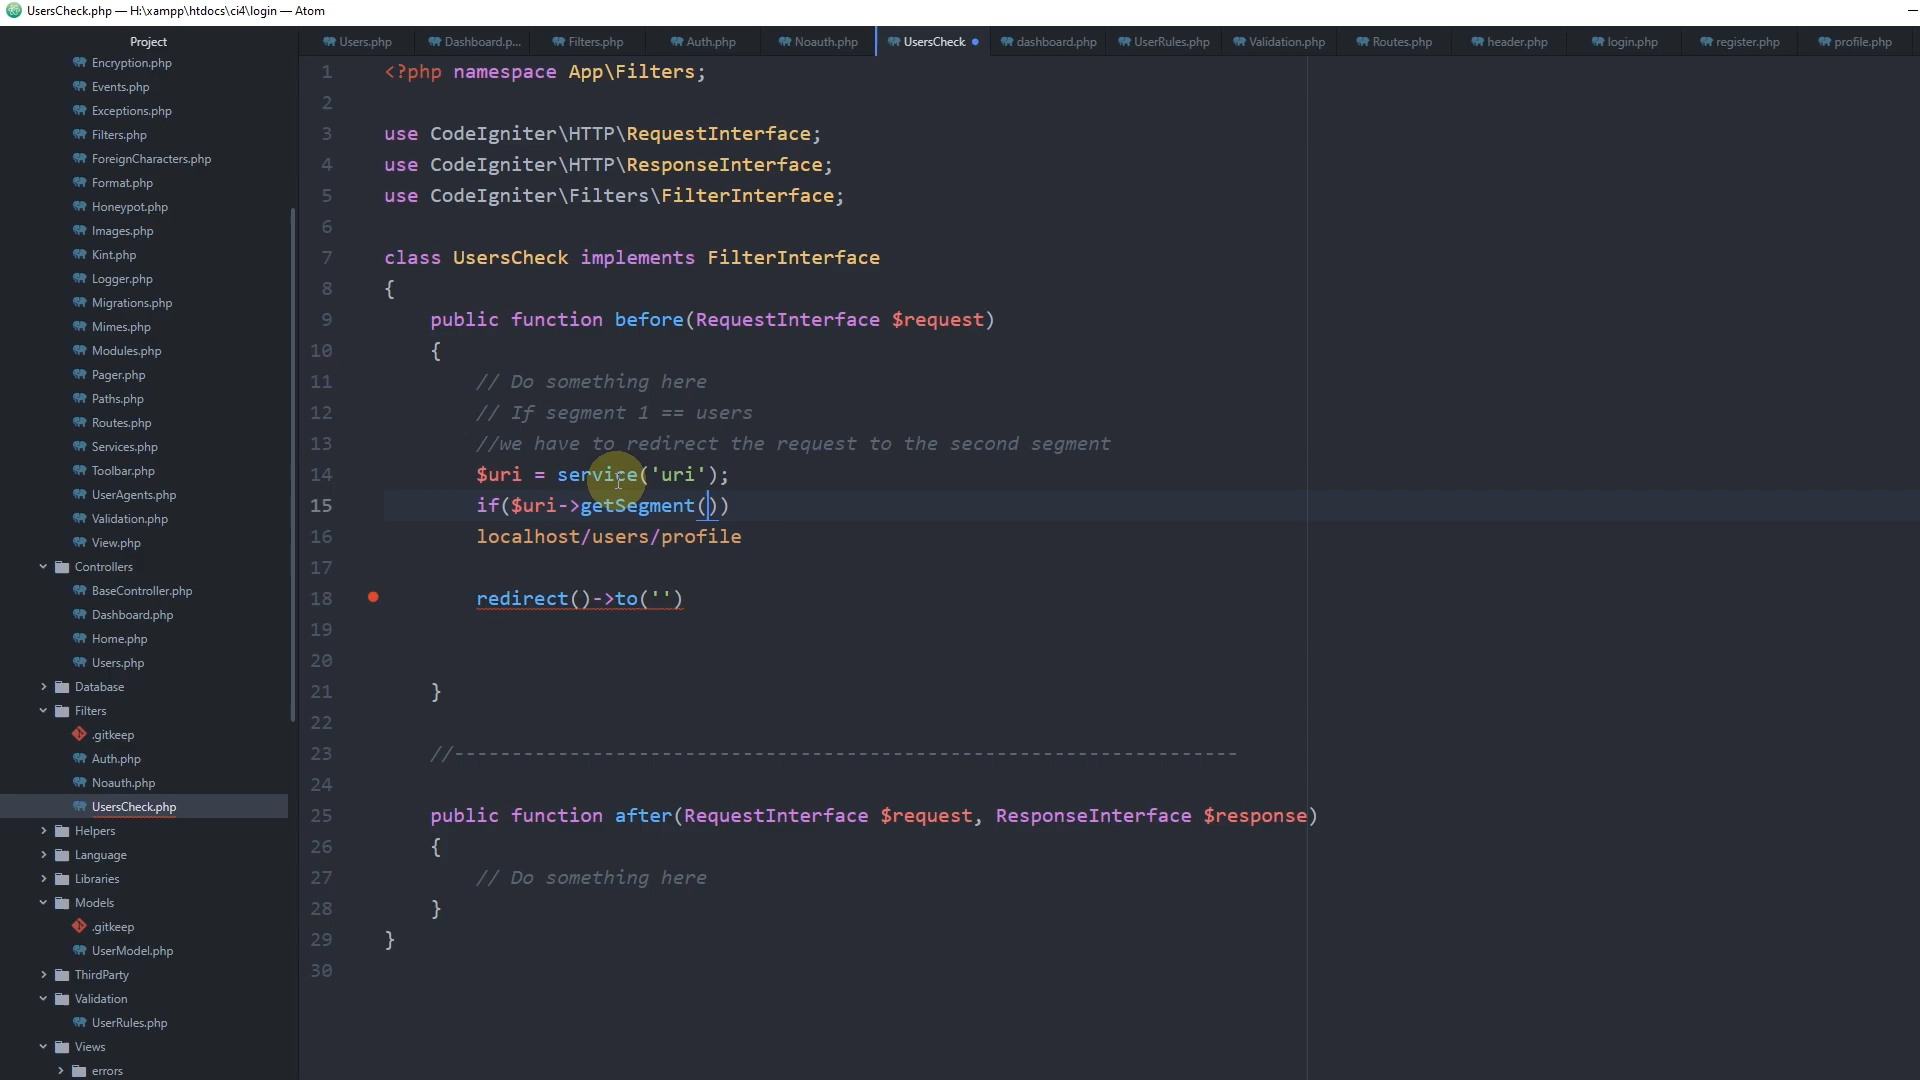 UsersCheck.php — H:\xampp\htdocs\ci4\login — Atom
Project
Users.php
Dashboard.p...
Filters.php
Auth.php
Noauth.php
UsersCheck
dashboard.php
UserRules.php
Validation.php
Routes.php
header.php
login.php
register.php
profile.php
Encryption.php
Events.php
Exceptions.php
Filters.php
ForeignCharacters.php
Format.php
Honeypot.php
Images.php
Kint.php
Logger.php
Migrations.php
Mimes.php
Modules.php
Pager.php
Paths.php
Routes.php
Services.php
Toolbar.php
UserAgents.php
Validation.php
View.php
Controllers
BaseController.php
Dashboard.php
Home.php
Users.php
Database
Filters
.gitkeep
Auth.php
Noauth.php
UsersCheck.php
Helpers
Language
Libraries
Models
.gitkeep
UserModel.php
ThirdParty
Validation
UserRules.php
Views
errors
1 <?php namespace App\Filters;
2
3 use CodeIgniter\HTTP\RequestInterface;
4 use CodeIgniter\HTTP\ResponseInterface;
5 use CodeIgniter\Filters\FilterInterface;
6
7 class UsersCheck implements FilterInterface
8 {
9 public function before(RequestInterface $request)
10 {
11 // Do something here
12 // If segment 1 == users
13 //we have to redirect the request to the second segment
14 $uri = service('uri');
15 if($uri->getSegment())
16 localhost/users/profile
17
18 redirect()->to('')
19
20
21 }
22
23 //--------------------------------------------------------------------
24
25 public function after(RequestInterface $request, ResponseInterface $response)
26 {
27 // Do something here
28 }
29 }
30